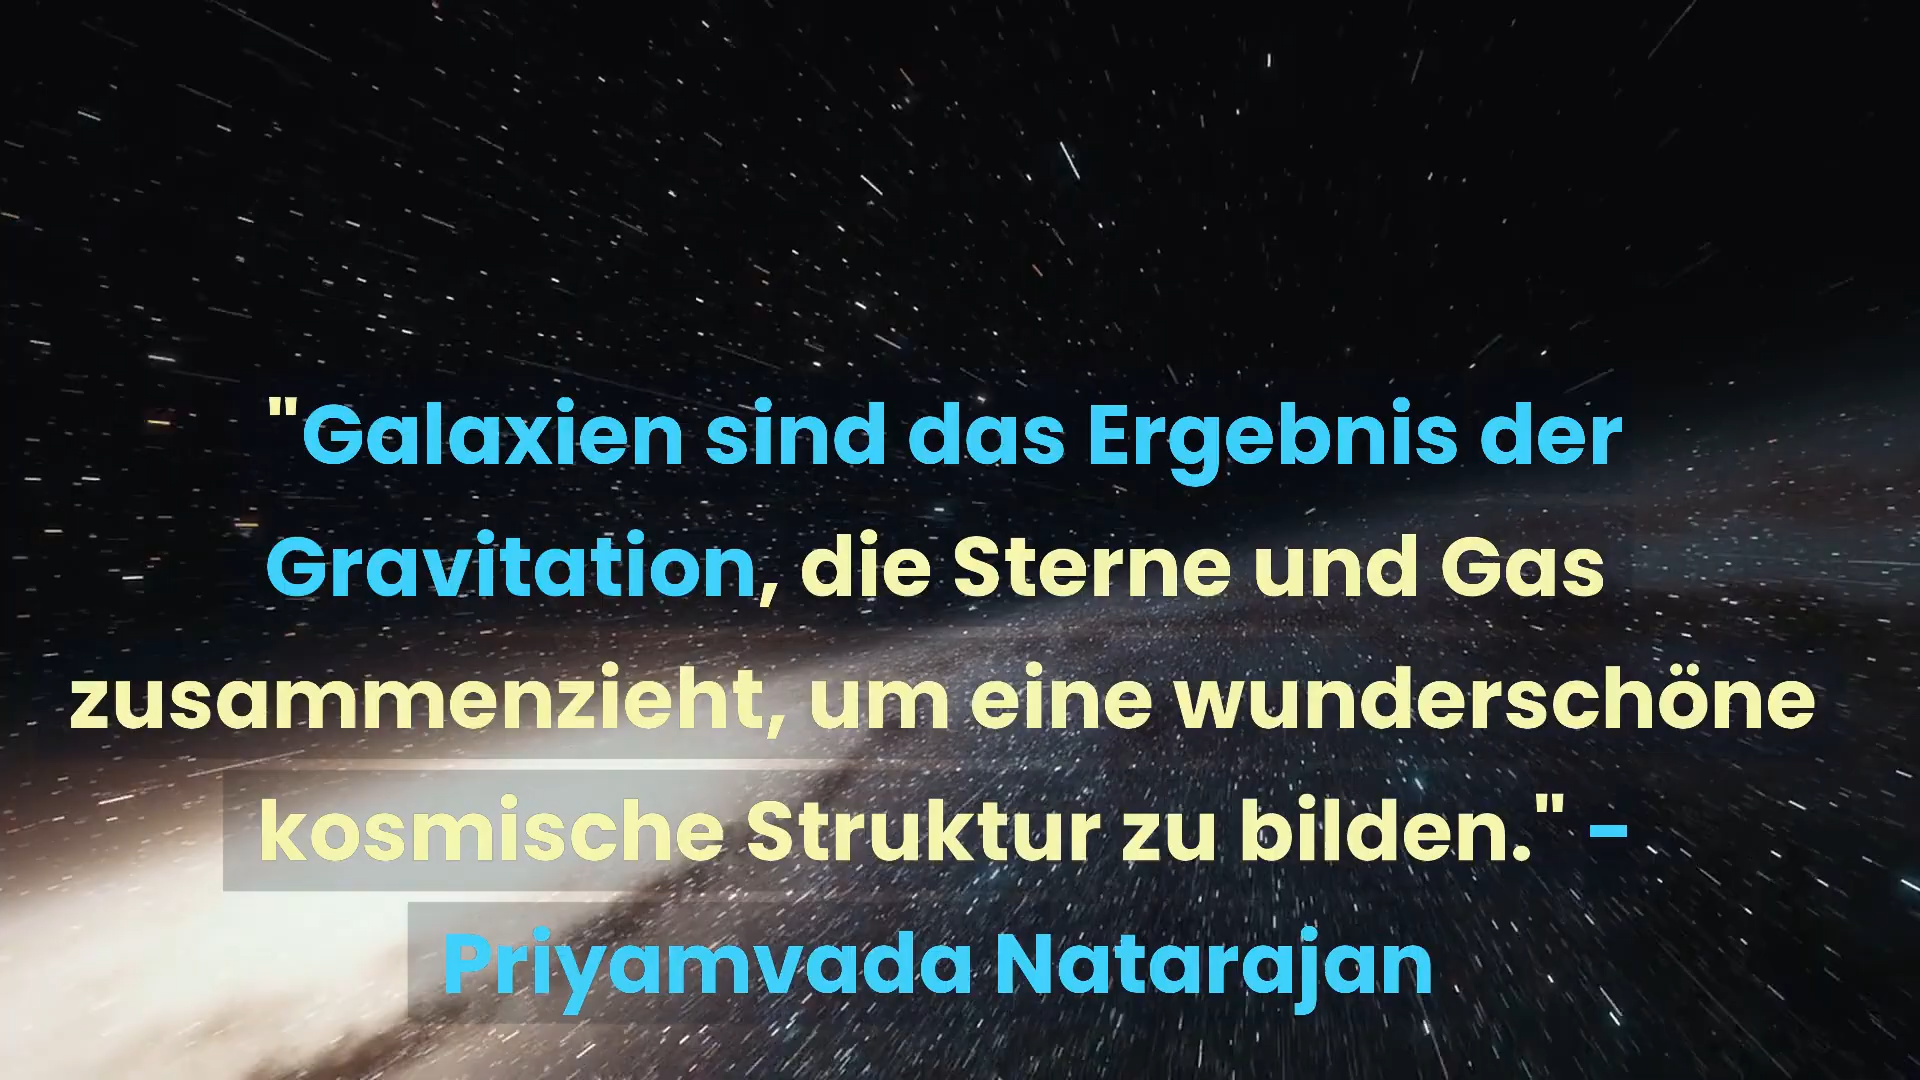 "Galaxien sind das Ergebnis der
Gravitation, die Sterne und Gas
zusammenzieht, um eine wunderschöne
kosmische Struktur zu bilden." -
Priyamvada Natarajan